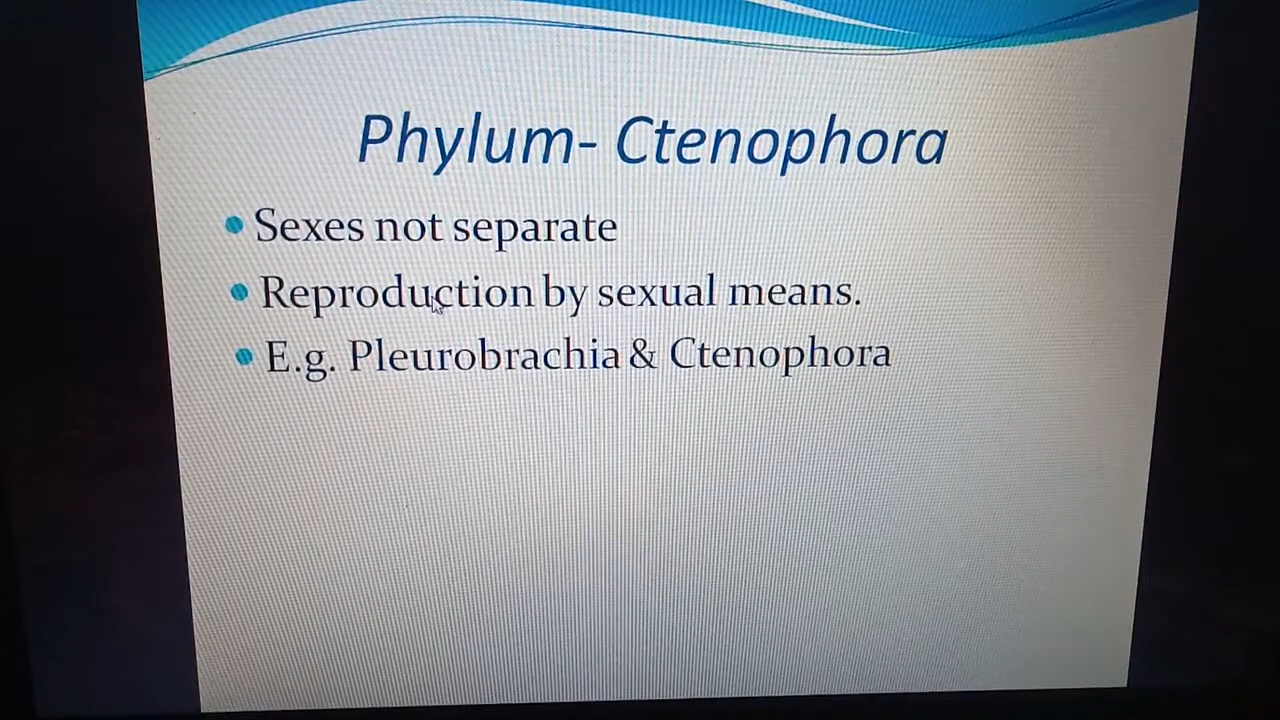 Phylum- Ctenophora
Sexes not separate
Reproduction by sexual means.
E.g. Pleurobrachia & Ctenophora